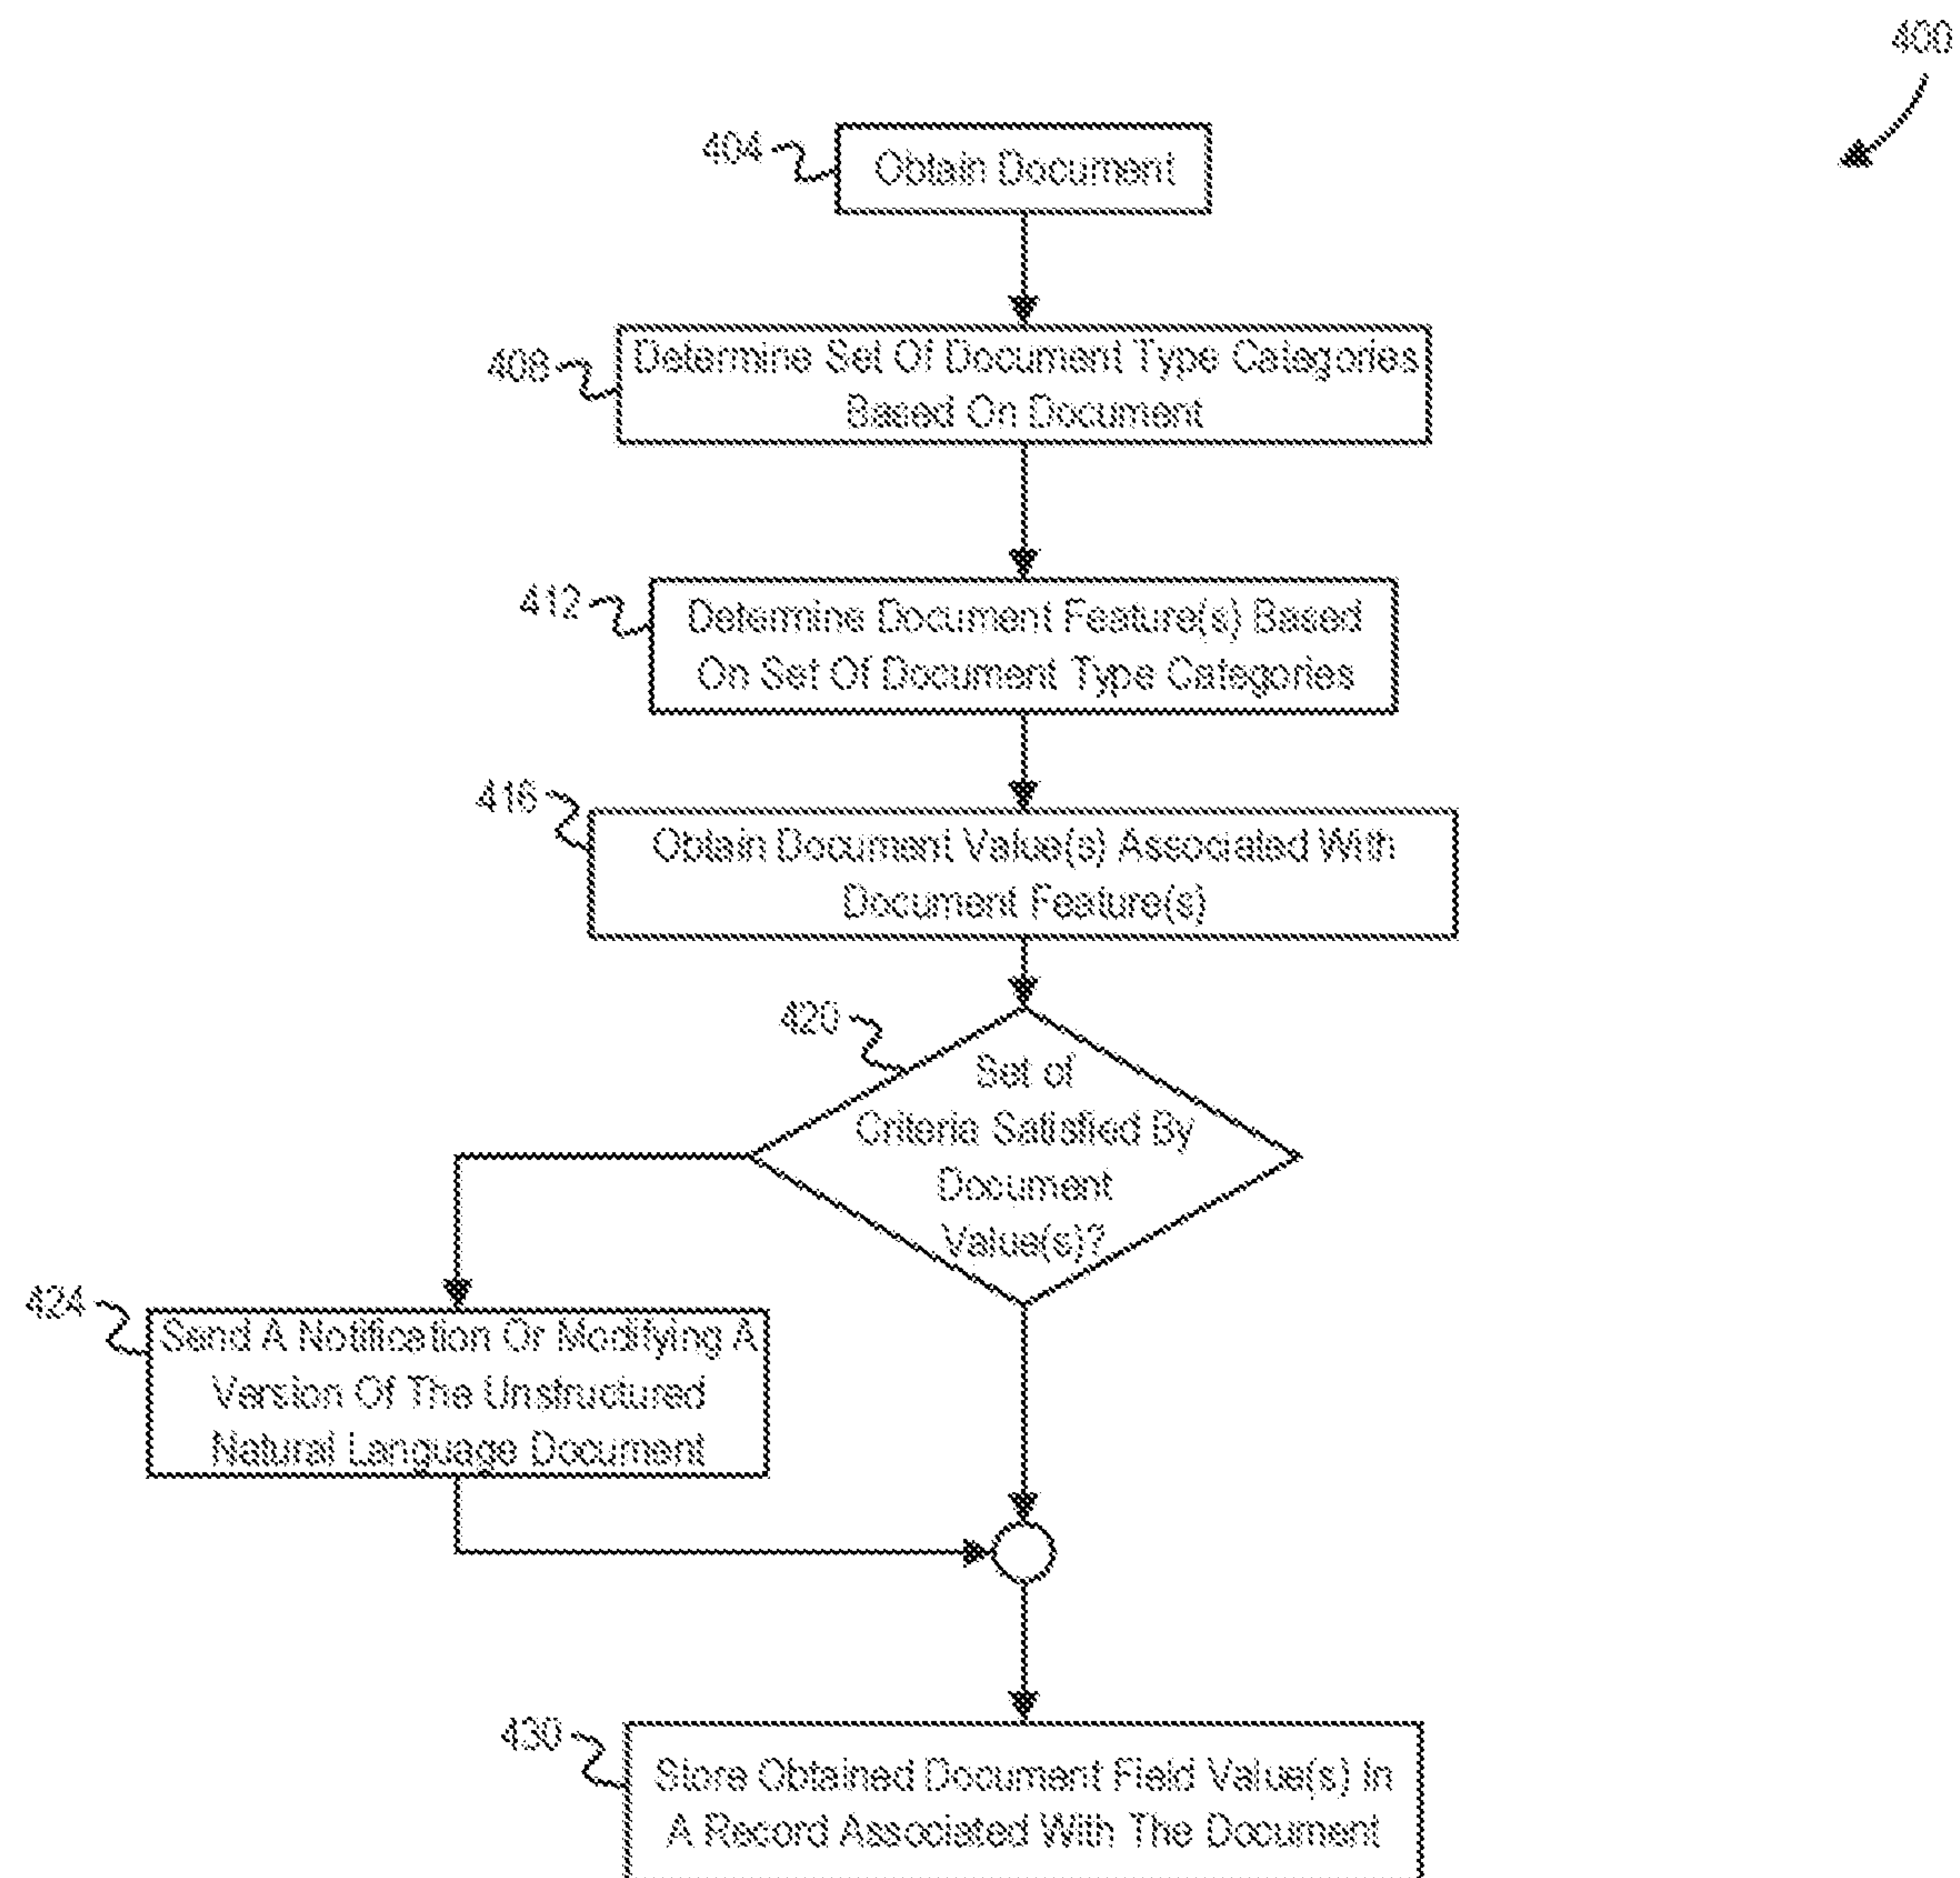 400
404
Obtain Document
408
Determine Set Of Document Type Categories
Based On Document
412
Determine Document Feature(s) Based
On Set Of Document Type Categories
416
Obtain Document Value(s) Associated With
Document Feature(s)
420
Set of
Criteria Satisfied By
Document
Value(s)?
424
Send A Notification Or Modifying A
Version Of The Unstructured
Natural Language Document
430
Store Obtained Document Field Value(s) In
A Record Associated With The Document